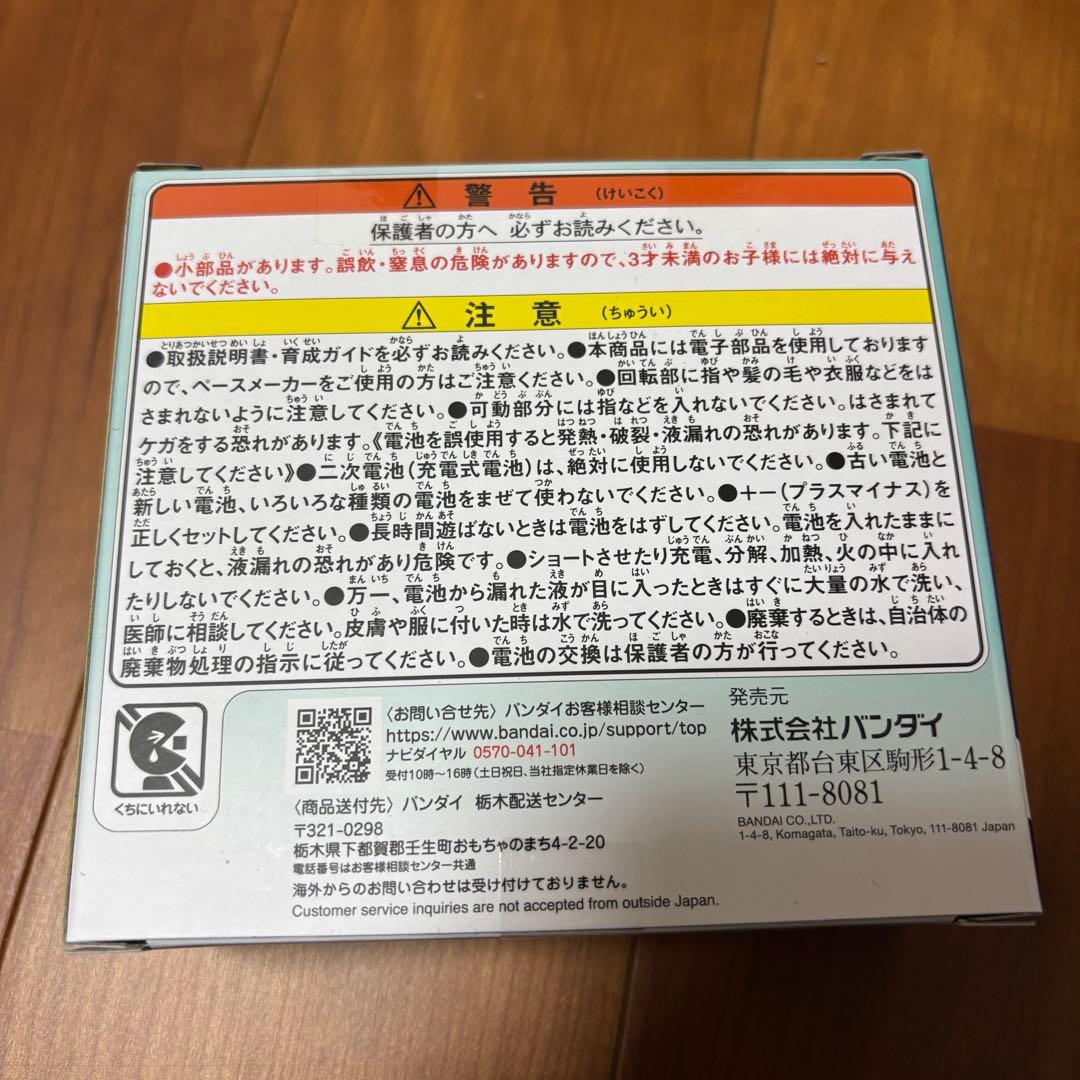 ⚠ 警告 (けいこく)
保護者の方へ 必ずお読みください。
●小部品があります。誤飲・窒息の危険がありますので、3才未満のお子様には絶対に与え
ないでください。
⚠ 注意 (ちゅうい)
●取扱説明書・育成ガイドを必ずお読みください。●本商品には電子部品を使用しております
ので、ペースメーカーをご使用の方はご注意ください。●回転部に指や髪の毛や衣服などをは
さまれないように注意してください。●可動部分には指などを入れないでください。はさまれて
ケガをする恐れがあります。《電池を誤使用すると発熱・破裂・液漏れの恐れがあります。下記に
注意してください》●二次電池(充電式電池)は、絶対に使用しないでください。●古い電池と
新しい電池、いろいろな種類の電池をまぜて使わないでください。●+−(プラスマイナス)を
正しくセットしてください。●長時間遊ばないときは電池をはずしてください。電池を入れたままに
しておくと、液漏れの恐れがあり危険です。●ショートさせたり充電、分解、加熱、火の中に入れ
たりしないでください。●万一、電池から漏れた液が目に入ったときはすぐに大量の水で洗い、
医師に相談してください。皮膚や服に付いた時は水で洗ってください。●廃棄するときは、自治体の
廃棄物処理の指示に従ってください。●電池の交換は保護者の方が行ってください。
くちにいれない
〈お問い合せ先〉バンダイお客様相談センター
https://www.bandai.co.jp/support/top
ナビダイヤル 0570-041-101
受付10時〜16時(土日祝日、当社指定休業日を除く)
〈商品送付先〉バンダイ 栃木配送センター
〒321-0298
栃木県下都賀郡壬生町おもちゃのまち4-2-20
電話番号はお客様相談センター共通
海外からのお問い合わせは受け付けておりません。
Customer service inquiries are not accepted from outside Japan.
発売元
株式会社バンダイ
東京都台東区駒形1-4-8
〒111-8081
BANDAI CO.,LTD.
1-4-8, Komagata, Taito-ku, Tokyo, 111-8081 Japan